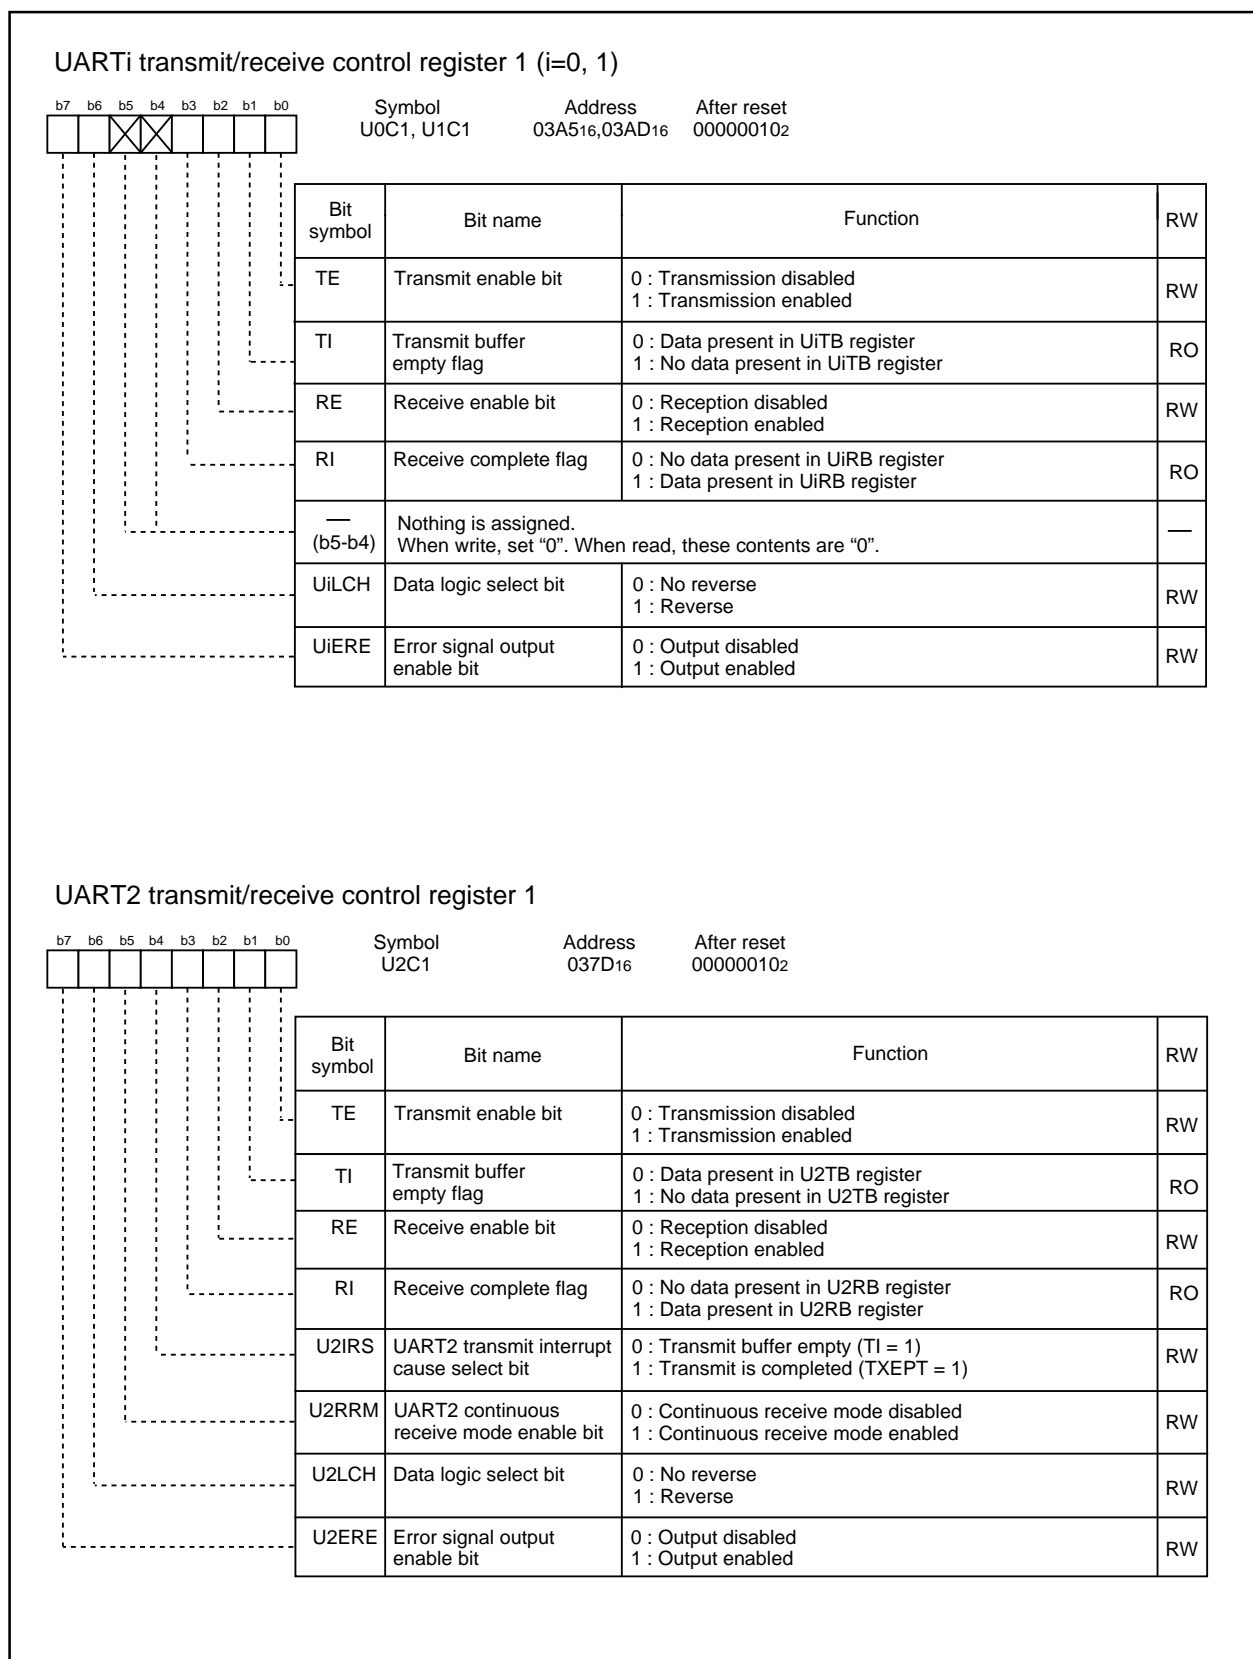 UARTi transmit/receive control register 1 (i=0, 1)
b7 b6 b5 b4 b3 b2 b1 b0
Symbol Address After reset
U0C1, U1C1 03A516,03AD16 000000102
Bit symbol Bit name Function RW
TE Transmit enable bit 0 : Transmission disabled
1 : Transmission enabled RW
TI Transmit buffer 0 : Data present in UiTB register
empty flag 1 : No data present in UiTB register RO
RE Receive enable bit 0 : Reception disabled
1 : Reception enabled RW
RI Receive complete flag 0 : No data present in UiRB register
1 : Data present in UiRB register RO
— Nothing is assigned. —
(b5-b4) When write, set “0”. When read, these contents are “0”.
UiLCH Data logic select bit 0 : No reverse
1 : Reverse RW
UiERE Error signal output 0 : Output disabled
enable bit 1 : Output enabled RW
UART2 transmit/receive control register 1
b7 b6 b5 b4 b3 b2 b1 b0
Symbol Address After reset
U2C1 037D16 000000102
Bit symbol Bit name Function RW
TE Transmit enable bit 0 : Transmission disabled
1 : Transmission enabled RW
TI Transmit buffer 0 : Data present in U2TB register
empty flag 1 : No data present in U2TB register RO
RE Receive enable bit 0 : Reception disabled
1 : Reception enabled RW
RI Receive complete flag 0 : No data present in U2RB register
1 : Data present in U2RB register RO
U2IRS UART2 transmit interrupt 0 : Transmit buffer empty (TI = 1)
cause select bit 1 : Transmit is completed (TXEPT = 1) RW
U2RRM UART2 continuous 0 : Continuous receive mode disabled
receive mode enable bit 1 : Continuous receive mode enabled RW
U2LCH Data logic select bit 0 : No reverse
1 : Reverse RW
U2ERE Error signal output 0 : Output disabled
enable bit 1 : Output enabled RW